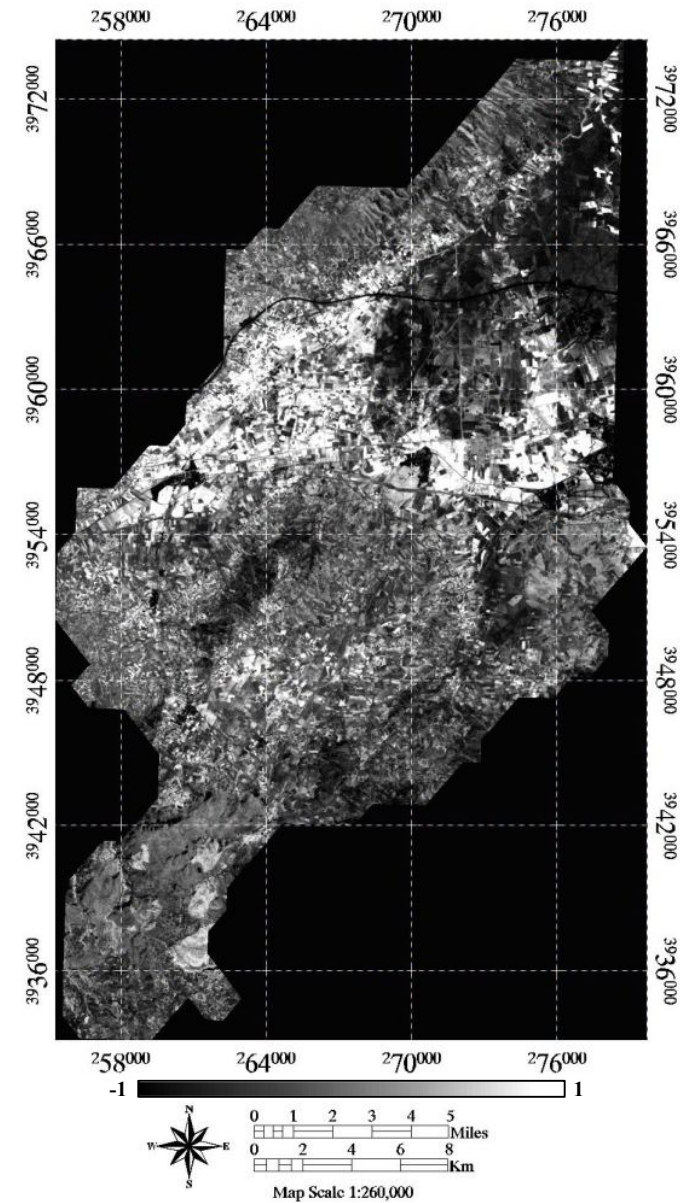 258000 264000 270000 276000
3972000 3972000
3966000 3966000
3960000 3960000
3954000 3954000
3948000 3948000
3942000 3942000
3936000 3936000
258000 264000 270000 276000
-1 1
N
W E
S
0 1 2 3 4 5
Miles
0 2 4 6 8
Km
Map Scale 1:260,000